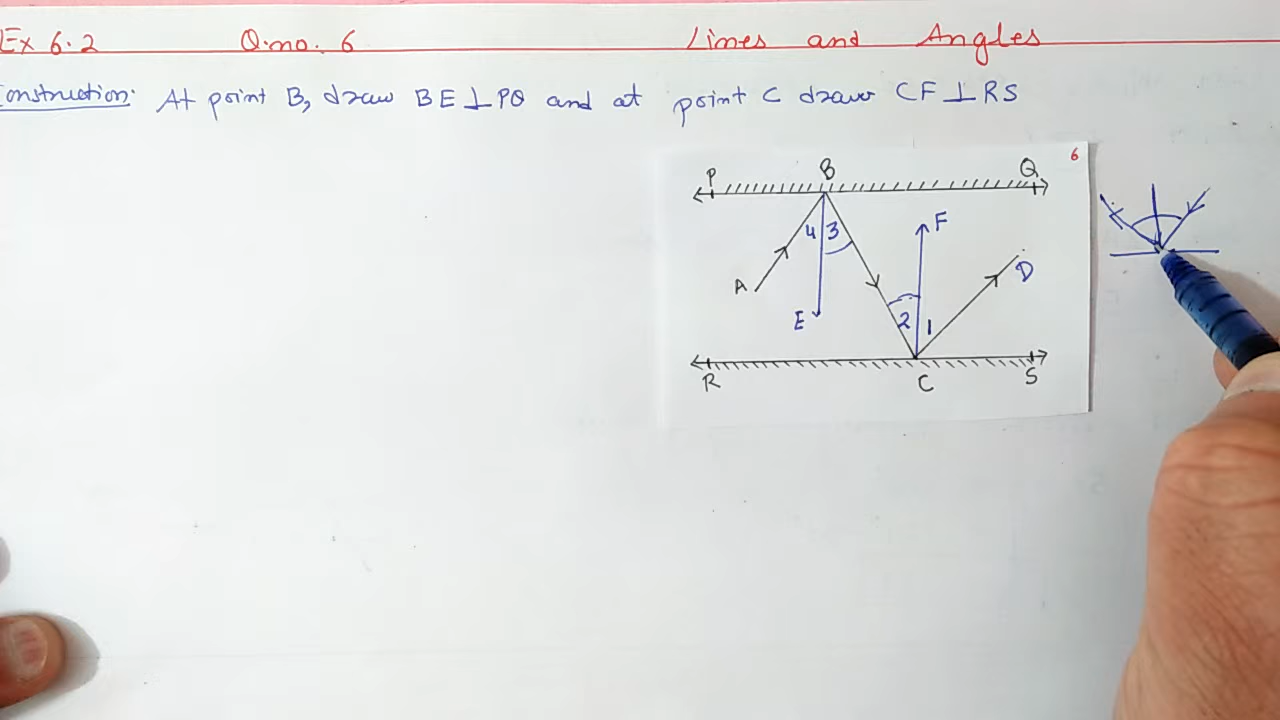 Ex 6.2 Q.no. 6 Lines and Angles
Construction: At point B, draw BE⊥PQ and at point C draw CF⊥RS
6
P B Q
4 3 F
A D
E 2 1
R C S